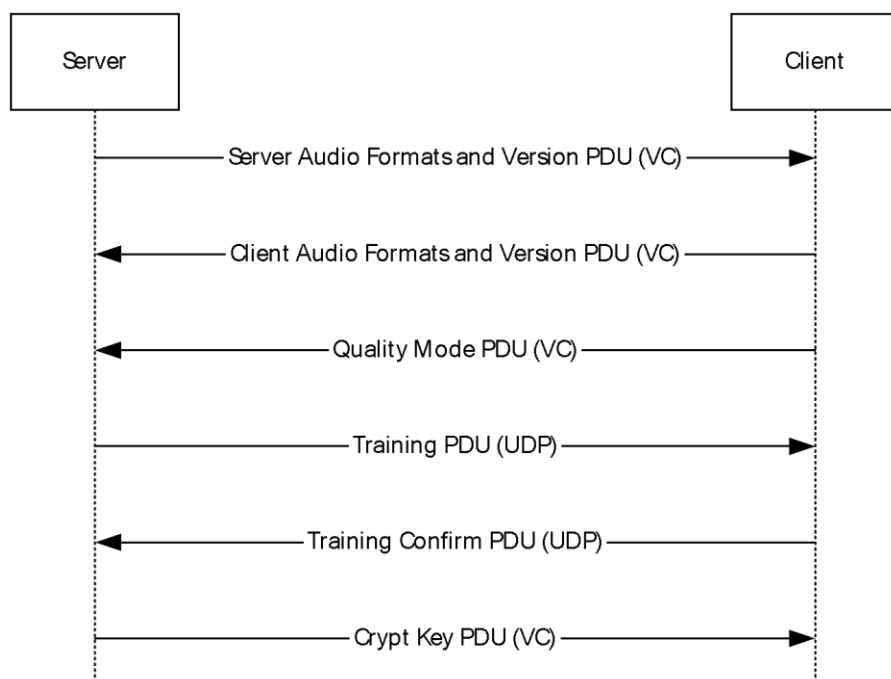 Server
Client
Server Audio Formats and Version PDU (VC)
Client Audio Formats and Version PDU (VC)
Quality Mode PDU (VC)
Training PDU (UDP)
Training Confirm PDU (UDP)
Crypt Key PDU (VC)